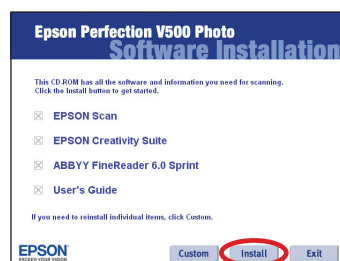 Epson Perfection V500 Photo
Software Installation
This CD-ROM has all the software and information you need for scanning.
Click the Install button to get started.
EPSON Scan
EPSON Creativity Suite
ABBYY FineReader 6.0 Sprint
User's Guide
If you need to reinstall individual items, click Custom.
EPSON
EXCEED YOUR VISION
Custom Install Exit